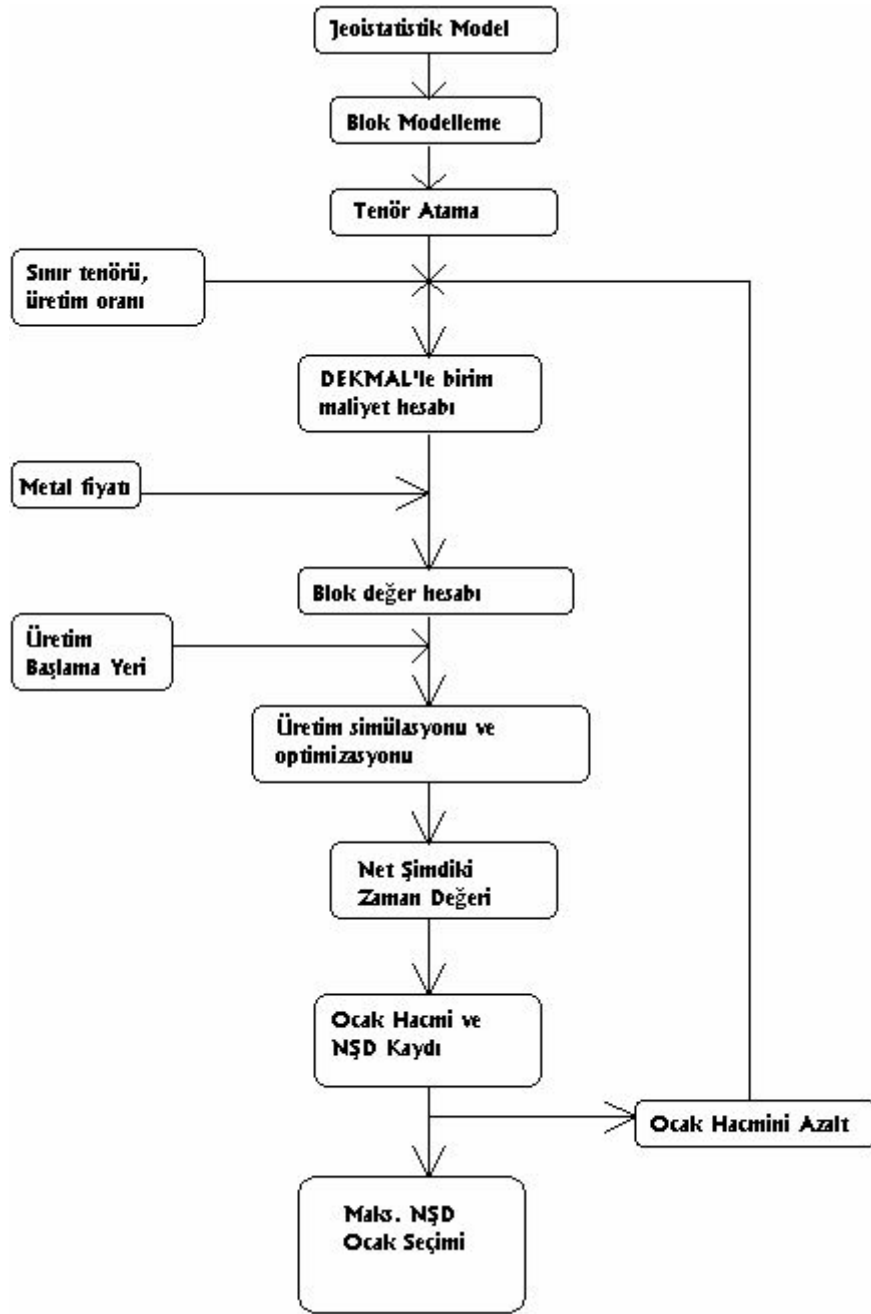 Jeoistatistik Model
Blok Modelleme
Tenör Atama
Sınır tenörü,
üretim oranı
DEKMAL'le birim
maliyet hesabı
Metal fiyatı
Blok değer hesabı
Üretim
Başlama Yeri
Üretim simülasyonu ve
optimizasyonu
Net Şimdiki
Zaman Değeri
Ocak Hacmi ve
NŞD Kaydı
Ocak Hacmini Azalt
Maks. NŞD
Ocak Seçimi